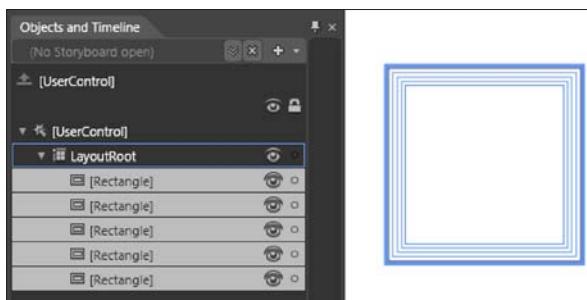 Objects and Timeline
(No Storyboard open)
[UserControl]
[UserControl]
LayoutRoot
[Rectangle]
[Rectangle]
[Rectangle]
[Rectangle]
[Rectangle]